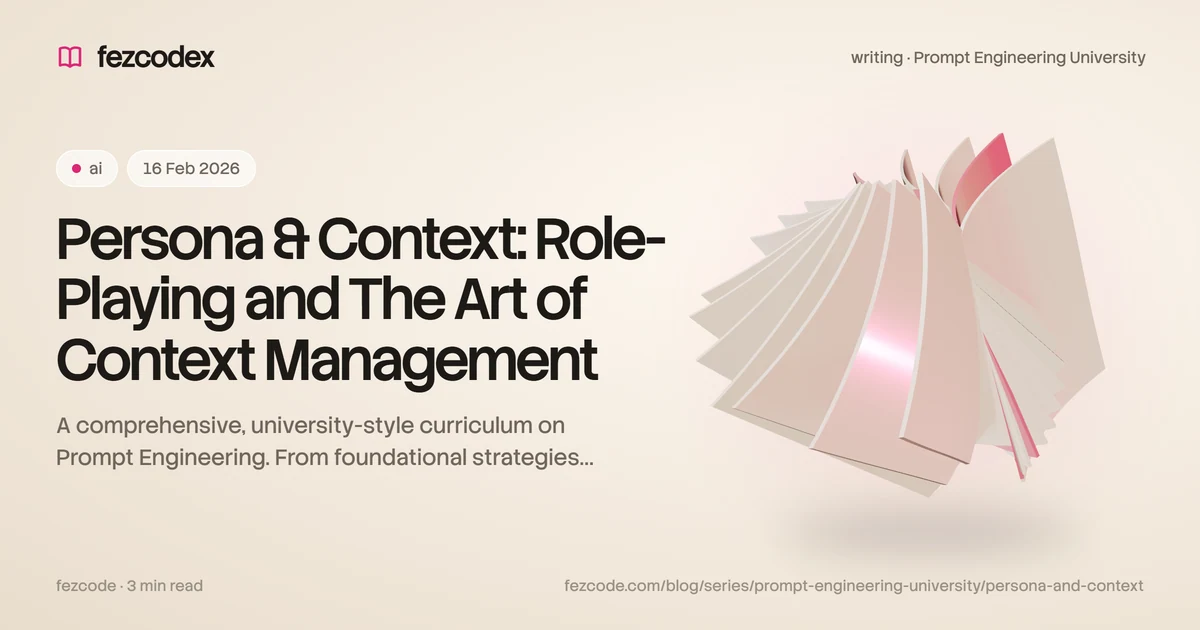 fezcodex
writing · Prompt Engineering University
ai
16 Feb 2026
Persona & Context: Role-
Playing and The Art of
Context Management
A comprehensive, university-style curriculum on
Prompt Engineering. From foundational strategies...
fezcode · 3 min read
fezcode.com/blog/series/prompt-engineering-university/persona-and-context